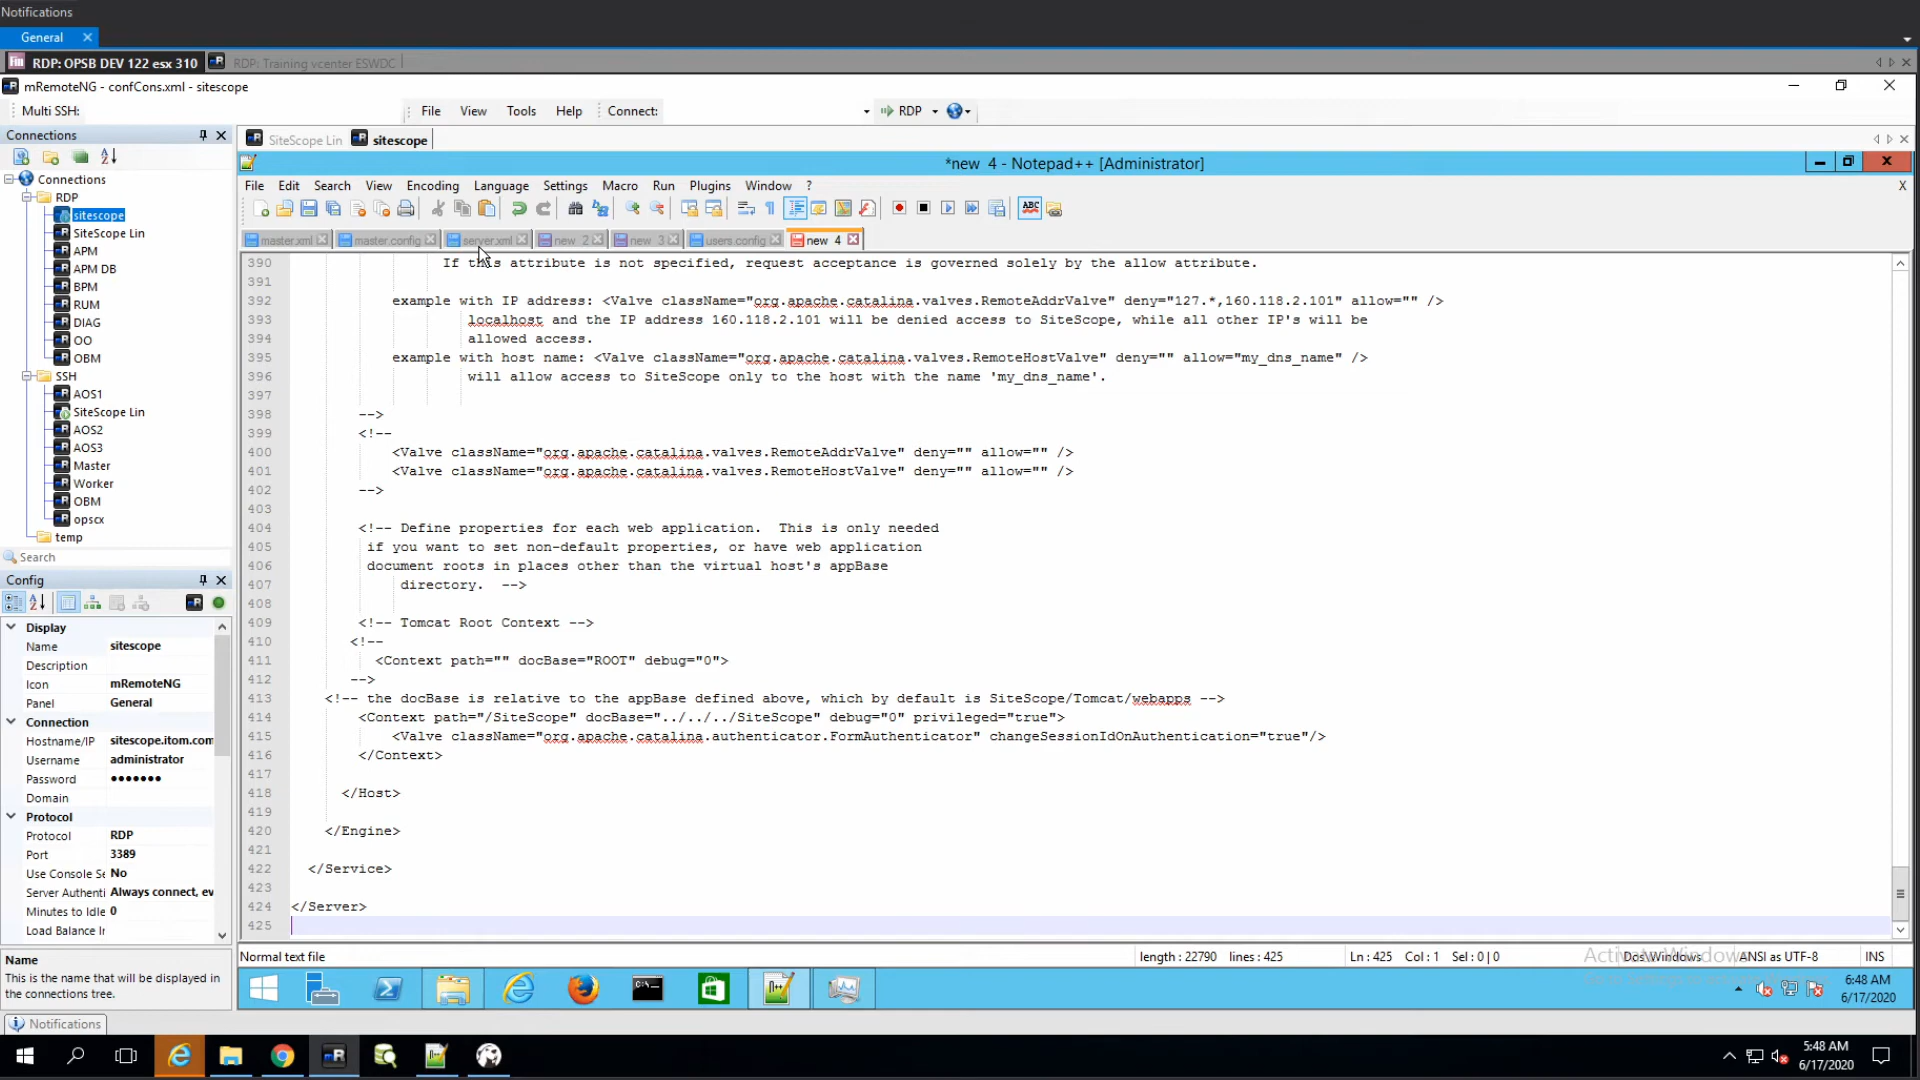 Notifications
General
RDP: OPSB DEV 122 esx 310
RDP: Training vcenter ESWDC
mRemoteNG - confCons.xml - sitescope
Multi SSH:
File View Tools Help Connect: RDP
Connections
SiteScope Lin sitescope
*new 4 - Notepad++ [Administrator]
File Edit Search View Encoding Language Settings Macro Run Plugins Window ? X
master.xml master.config server.xml new 2 new 3 users.config new 4
Connections
RDP
sitescope
SiteScope Lin
APM
APM DB
BPM
RUM
DIAG
OO
OBM
SSH
AOS1
SiteScope Lin
AOS2
AOS3
Master
Worker
OBM
opscx
temp
Search
Config
Display
Name sitescope
Description
Icon mRemoteNG
Panel General
Connection
Hostname/IP sitescope.itom.com
Username administrator
Password •••••••
Domain
Protocol
Protocol RDP
Port 3389
Use Console Se No
Server Authenti Always connect, ev
Minutes to Idle 0
Load Balance Ir
Name
This is the name that will be displayed in
the connections tree.
Notifications
390 If this attribute is not specified, request acceptance is governed solely by the allow attribute.
391
392 example with IP address: <Valve className="org.apache.catalina.valves.RemoteAddrValve" deny="127.*,160.118.2.101" allow="" />
393 localhost and the IP address 160.118.2.101 will be denied access to SiteScope, while all other IP's will be
394 allowed access.
395 example with host name: <Valve className="org.apache.catalina.valves.RemoteHostValve" deny="" allow="my_dns_name" />
396 will allow access to SiteScope only to the host with the name 'my_dns_name'.
397
398 -->
399 <!--
400 <Valve className="org.apache.catalina.valves.RemoteAddrValve" deny="" allow="" />
401 <Valve className="org.apache.catalina.valves.RemoteHostValve" deny="" allow="" />
402 -->
403
404 <!-- Define properties for each web application.  This is only needed
405 if you want to set non-default properties, or have web application
406 document roots in places other than the virtual host's appBase
407 directory.  -->
408
409 <!-- Tomcat Root Context -->
410 <!--
411 <Context path="" docBase="ROOT" debug="0">
412 -->
413 <!-- the docBase is relative to the appBase defined above, which by default is SiteScope/Tomcat/webapps -->
414 <Context path="/SiteScope" docBase="../../../SiteScope" debug="0" privileged="true">
415 <Valve className="org.apache.catalina.authenticator.FormAuthenticator" changeSessionIdOnAuthentication="true"/>
416 </Context>
417
418 </Host>
419
420 </Engine>
421
422 </Service>
423
424 </Server>
425
Normal text file length : 22790 lines : 425 Ln : 425 Col : 1 Sel : 0 | 0 Dos\Windows ANSI as UTF-8 INS
Activate Windows
6:48 AM
6/17/2020
5:48 AM
6/17/2020